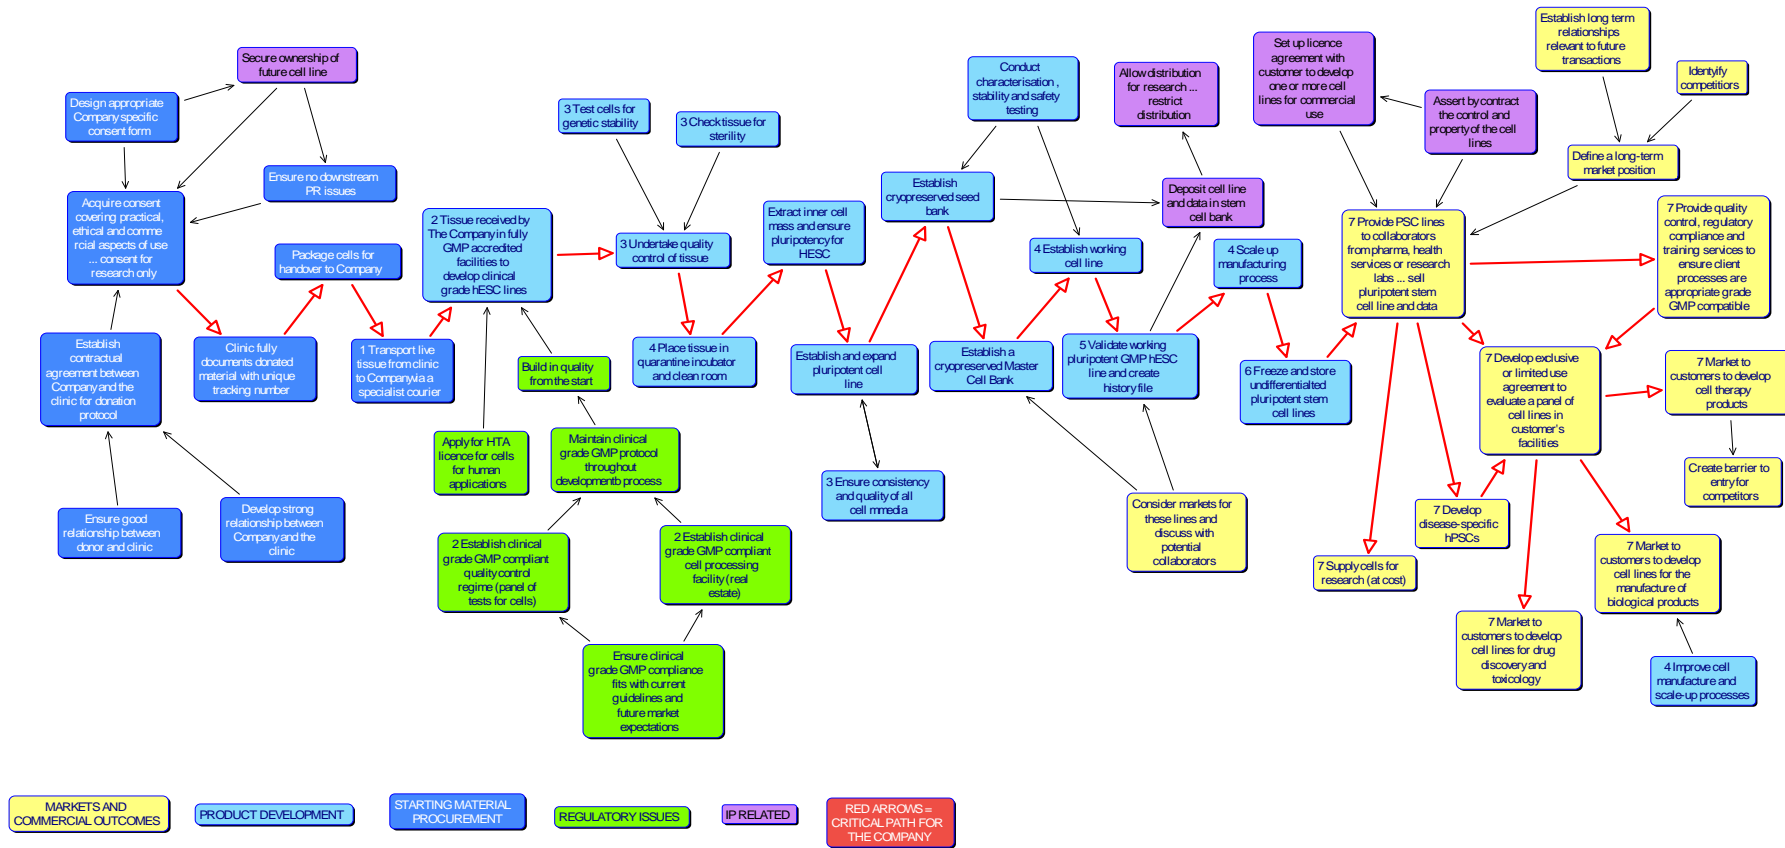 Secure ownership of
future cell line
Design appropriate
Company specific
consent form
Ensure no downstream
PR issues
Acquire consent
covering practical,
ethical and comme
rcial aspects of use
... consent for
research only
Package cells for
handover to Company
Establish
contractual
agreement between
Company and the
clinic for donation
protocol
Clinic fully
documents donated
material with unique
tracking number
1 Transport live
tissue from clinic
to Company via a
specialist courier
Ensure good
relationship between
donor and clinic
Develop strong
relationship between
Company and the
clinic
2 Tissue received by
The Company in fully
GMP accredited
facilities to
develop clinical
grade hESC lines
Build in quality
from the start
Apply for HTA
licence for cells
for human
applications
Maintain clinical
grade GMP protocol
throughout
developmentb process
2 Establish clinical
grade GMP compliant
quality control
regime (panel of
tests for cells)
2 Establish clinical
grade GMP compliant
cell processing
facility (real
estate)
Ensure clinical
grade GMP compliance
fits with current
guidelines and
future market
expectations
3 Test cells for
genetic stability
3 Check tissue for
sterility
3 Undertake quality
control of tissue
4 Place tissue in
quarantine incubator
and clean room
Extract inner cell
mass and ensure
pluripotency for
HESC
Establish and expand
pluripotent cell
line
3 Ensure consistency
and quality of all
cell mmedia
Conduct
characterisation ,
stability and safety
testing
Establish
cryopreserved seed
bank
Establish a
cryopreserved Master
Cell Bank
4 Establish working
cell line
Allow distribution
for research ...
restrict
distribution
Deposit cell line
and data in stem
cell bank
5 Validate working
pluripotent GMP hESC
line and create
history file
Consider markets for
these lines and
discuss with
potential
collaborators
4 Scale up
manufacturing
process
6 Freeze and store
undifferentialted
pluripotent stem
cell lines
Set up licence
agreement with
customer to develop
one or more cell
lines for commercial
use
Assert by contract
the control and
property of the cell
lines
Establish long term
relationships
relevant to future
transactions
Identyify
competitors
Define a long-term
market position
7 Provide PSC lines
to collaborators
from pharma, health
services or research
labs ... sell
pluripotent stem
cell line and data
7 Provide quality
control, regulatory
compliance and
training services to
ensure client
processes are
appropriate grade
GMP compatible
7 Develop exclusive
or limited use
agreement to
evaluate a panel of
cell lines in
customer's
facilities
7 Market to
customers to develop
cell therapy
products
Create barrier to
entry for
competitors
7 Develop
disease-specific
hPSCs
7 Supply cells for
research (at cost)
7 Market to
customers to develop
cell lines for the
manufacture of
biological products
7 Market to
customers to develop
cell lines for drug
discovery and
toxicology
4 Improve cell
manufacture and
scale-up processes
MARKETS AND
COMMERCIAL OUTCOMES
PRODUCT DEVELOPMENT
STARTING MATERIAL
PROCUREMENT
REGULATORY ISSUES
IP RELATED
RED ARROWS =
CRITICAL PATH FOR
THE COMPANY